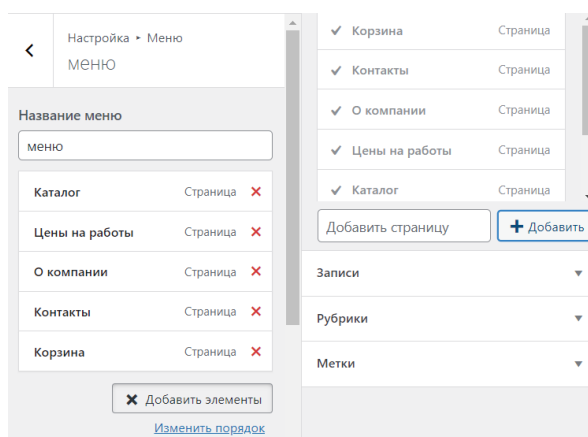 Настройка ▸ Меню
меню
Название меню
меню
Каталог Страница
Цены на работы Страница
О компании Страница
Контакты Страница
Корзина Страница
Добавить элементы
Изменить порядок
Корзина Страница
Контакты Страница
О компании Страница
Цены на работы Страница
Каталог Страница
Добавить страницу
Добавить
Записи
Рубрики
Метки